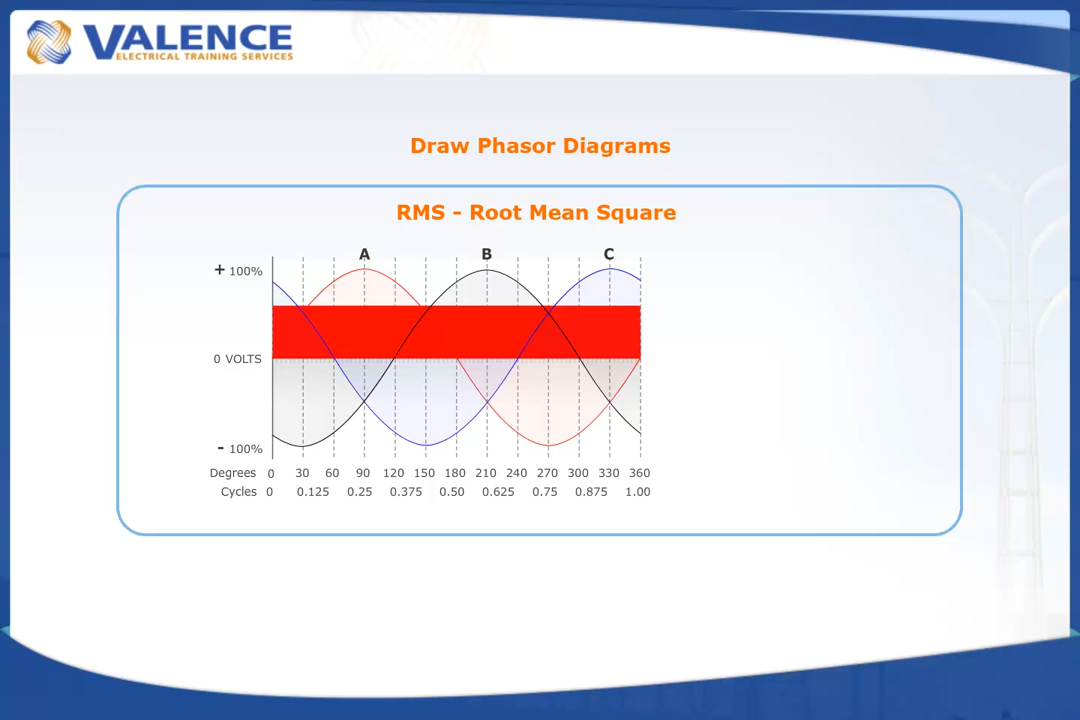 VALENCE
ELECTRICAL TRAINING SERVICES
Draw Phasor Diagrams
RMS - Root Mean Square
A B C
+ 100%
0 VOLTS
- 100%
Degrees 0 30 60 90 120 150 180 210 240 270 300 330 360
Cycles 0 0.125 0.25 0.375 0.50 0.625 0.75 0.875 1.00